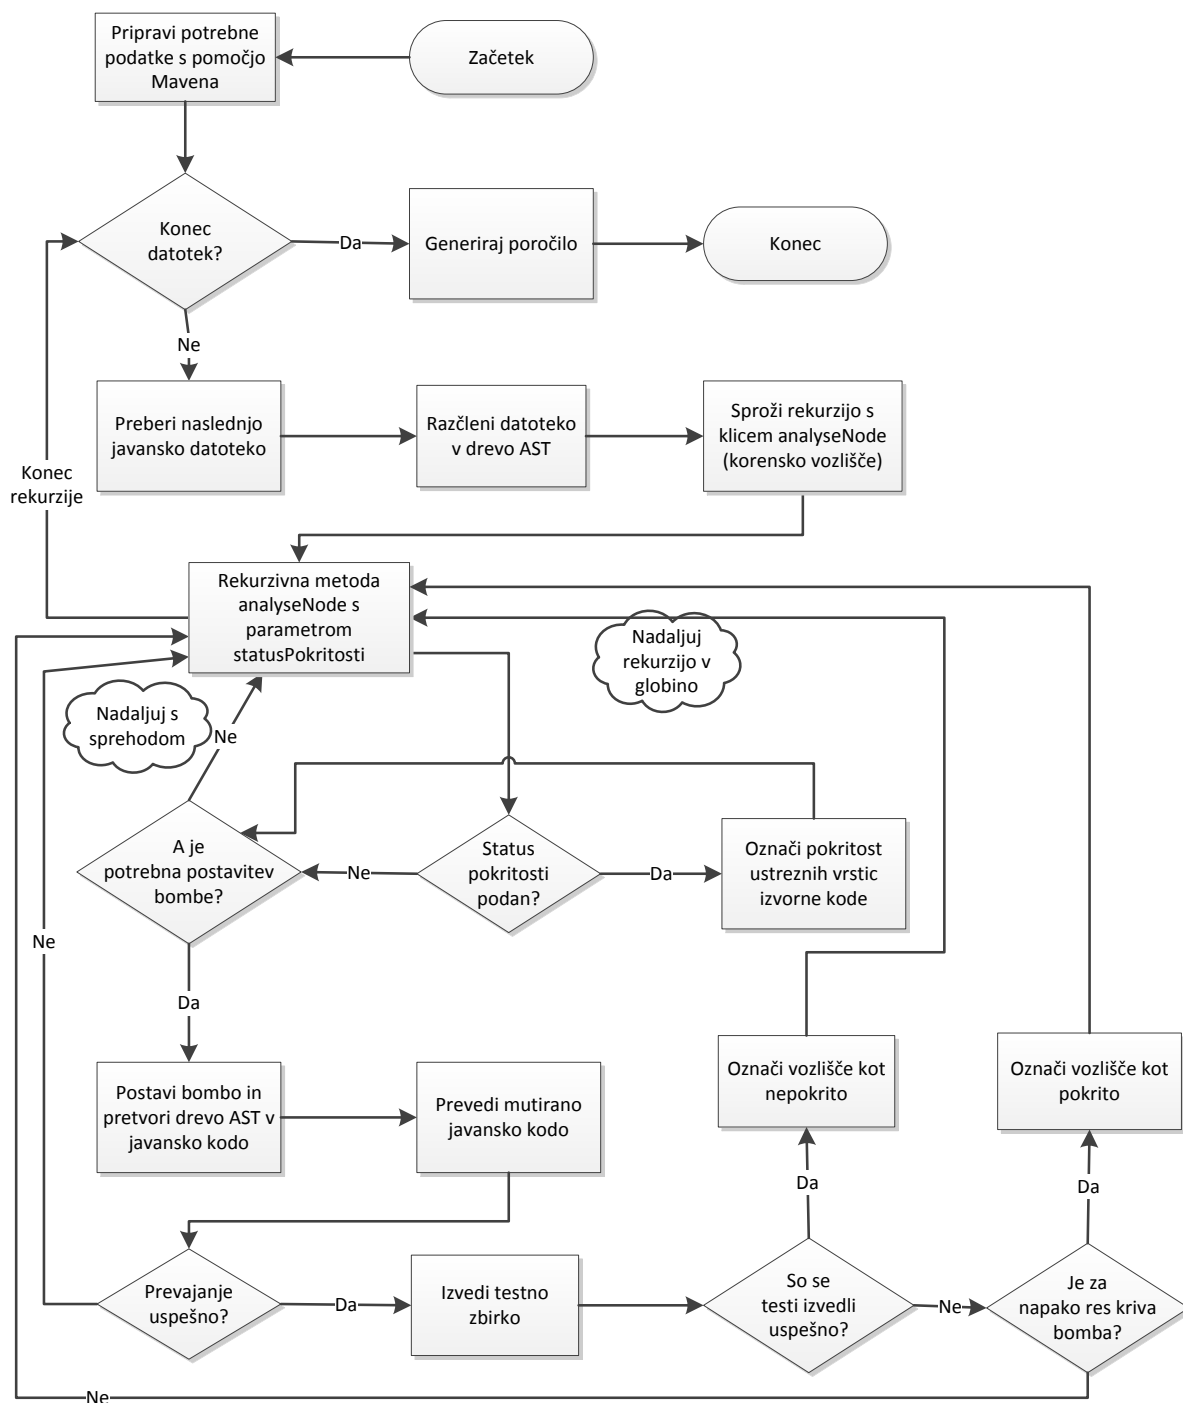 Pripravi potrebne
podatke s pomočjo
Mavena
Začetek
Konec
datotek?
Da
Generiraj poročilo
Konec
Ne
Preberi naslednjo
javansko datoteko
Razčleni datoteko
v drevo AST
Sproži rekurzijo s
klicem analyseNode
(korensko vozlišče)
Konec
rekurzije
Rekurzivna metoda
analyseNode s
parametrom
statusPokritosti
Nadaljuj
rekurzijo v
globino
Nadaljuj s
sprehodom
Ne
A je
potrebna postavitev
bombe?
Ne
Status
pokritosti
podan?
Da
Označi pokritost
ustreznih vrstic
izvorne kode
Ne
Da
Postavi bombo in
pretvori drevo AST v
javansko kodo
Prevedi mutirano
javansko kodo
Označi vozlišče kot
nepokrito
Označi vozlišče kot
pokrito
Da
Da
Prevajanje
uspešno?
Da
Izvedi testno
zbirko
So se
testi izvedli
uspešno?
Ne
Je za
napako res kriva
bomba?
Ne